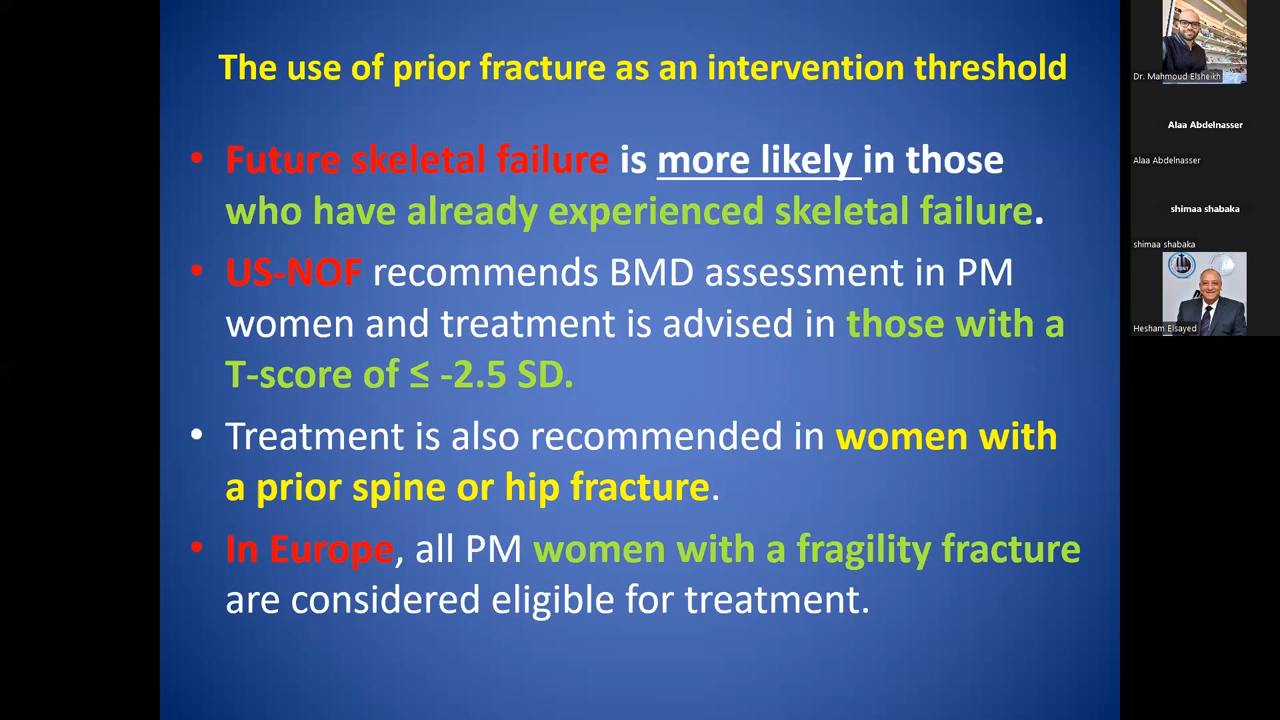 The use of prior fracture as an intervention threshold
• Future skeletal failure is more likely in those
who have already experienced skeletal failure.
• US-NOF recommends BMD assessment in PM
women and treatment is advised in those with a
T-score of ≤ -2.5 SD.
• Treatment is also recommended in women with
a prior spine or hip fracture.
• In Europe, all PM women with a fragility fracture
are considered eligible for treatment.
Dr. Mahmoud Elsheikh
Alaa Abdelnasser
Alaa Abdelnasser
shimaa shabaka
shimaa shabaka
Hesham Elsayed